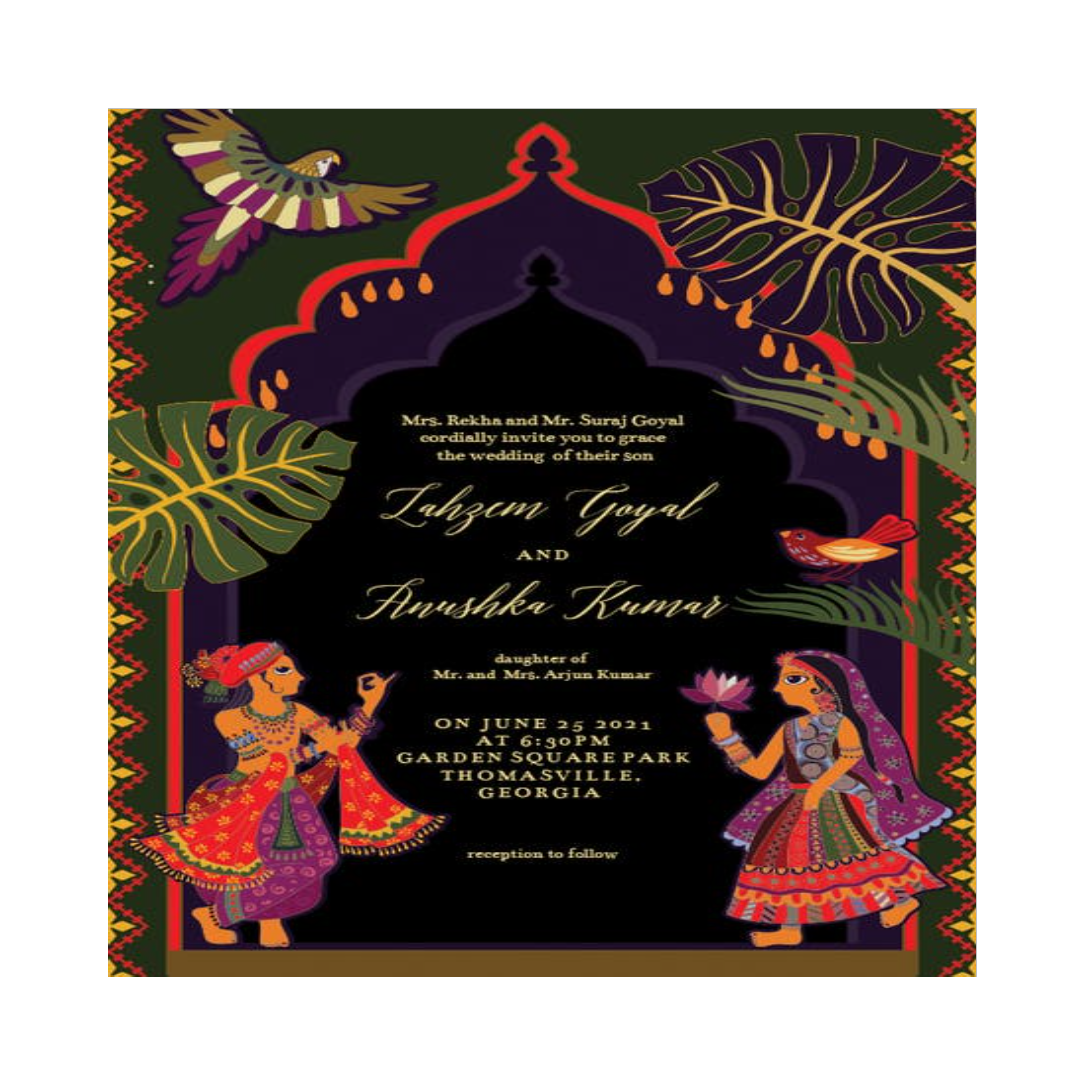 Mrs. Rekha and Mr. Suraj Goyal
cordially invite you to grace
the wedding of their son
Lahzem Goyal
AND
Anushka Kumar
daughter of
Mr. and Mrs. Arjun Kumar
ON JUNE 25 2021
AT 6:30PM
GARDEN SQUARE PARK
THOMASVILLE,
GEORGIA
reception to follow